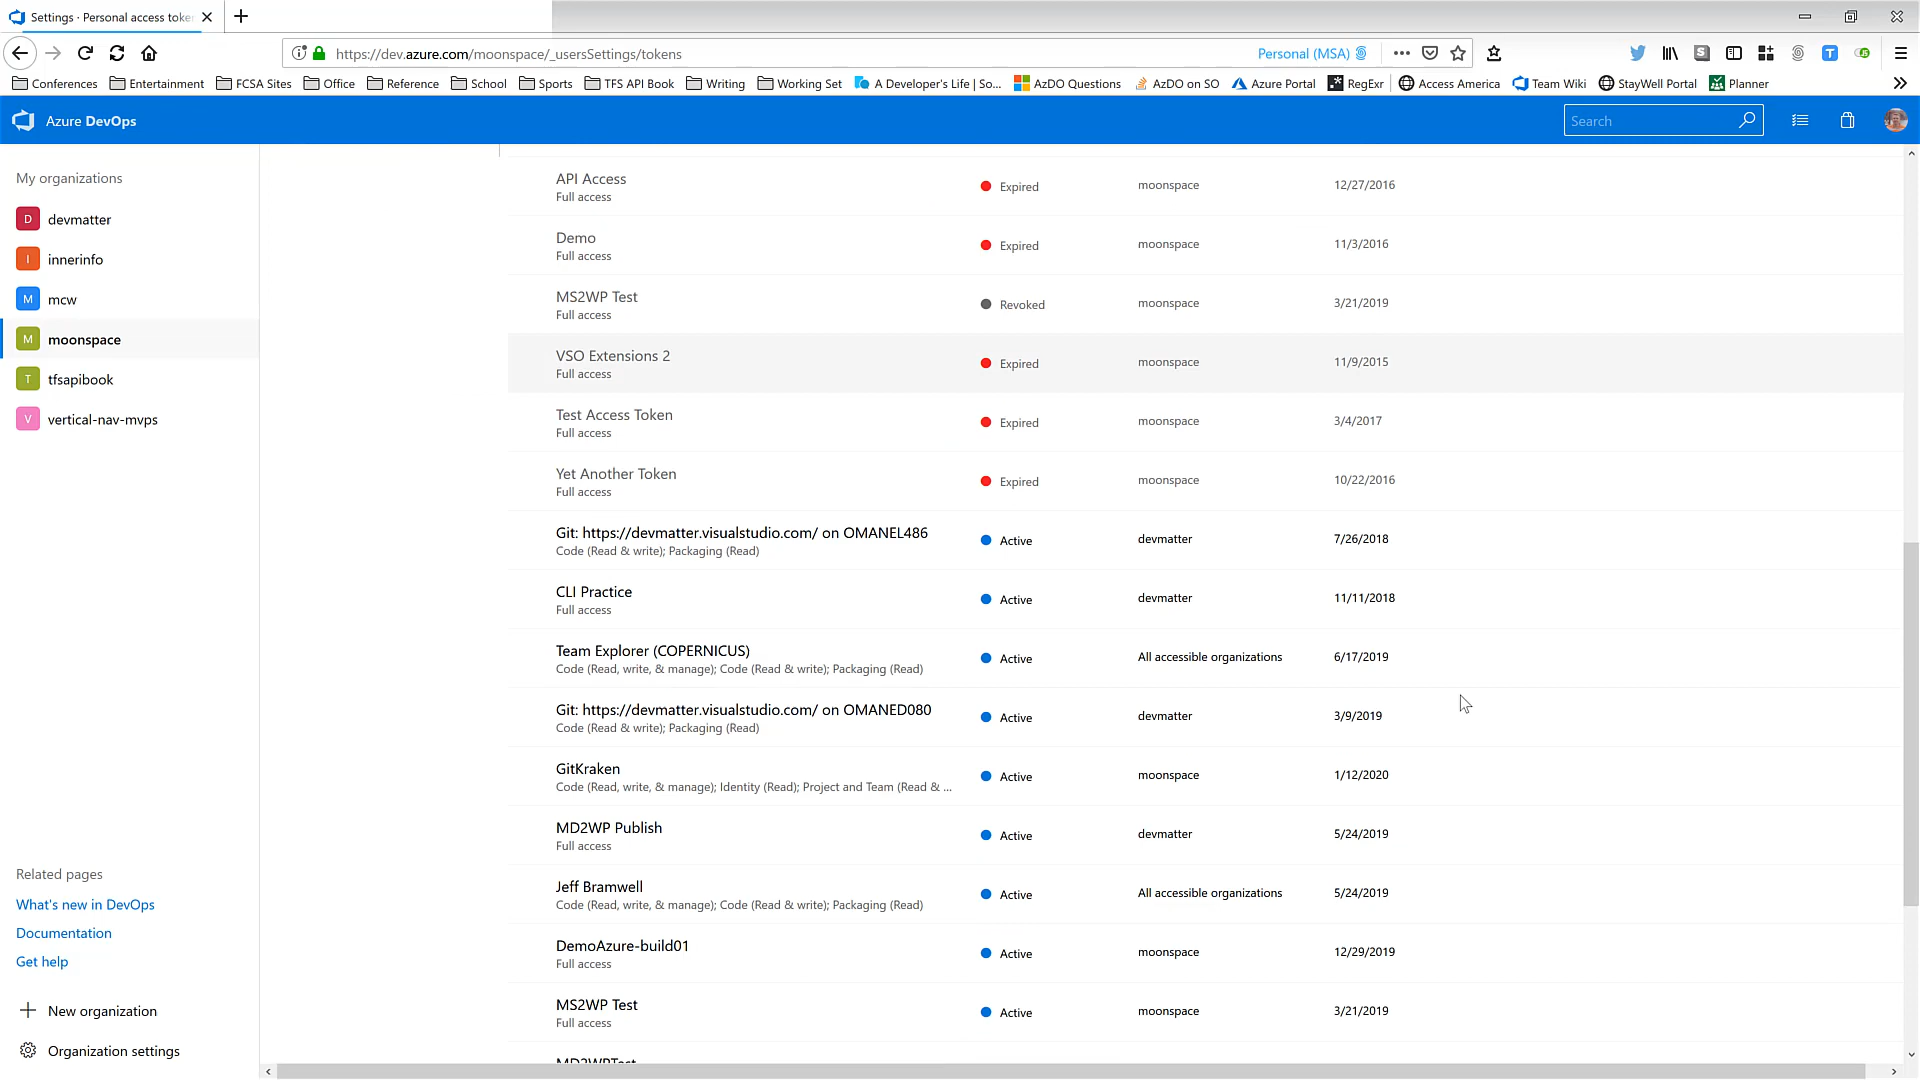 Settings · Personal access toke
https://dev.azure.com/moonspace/_usersSettings/tokens
Personal (MSA)
Conferences
Entertainment
FCSA Sites
Office
Reference
School
Sports
TFS API Book
Writing
Working Set
A Developer's Life | So...
AzDO Questions
AzDO on SO
Azure Portal
RegExr
Access America
Team Wiki
StayWell Portal
Planner
Azure DevOps
Search
My organizations
D devmatter
I innerinfo
M mcw
M moonspace
T tfsapibook
V vertical-nav-mvps
Related pages
What's new in DevOps
Documentation
Get help
New organization
Organization settings
API Access
Full access
Expired
moonspace
12/27/2016
Demo
Full access
Expired
moonspace
11/3/2016
MS2WP Test
Full access
Revoked
moonspace
3/21/2019
VSO Extensions 2
Full access
Expired
moonspace
11/9/2015
Test Access Token
Full access
Expired
moonspace
3/4/2017
Yet Another Token
Full access
Expired
moonspace
10/22/2016
Git: https://devmatter.visualstudio.com/ on OMANEL486
Code (Read & write); Packaging (Read)
Active
devmatter
7/26/2018
CLI Practice
Full access
Active
devmatter
11/11/2018
Team Explorer (COPERNICUS)
Code (Read, write, & manage); Code (Read & write); Packaging (Read)
Active
All accessible organizations
6/17/2019
Git: https://devmatter.visualstudio.com/ on OMANED080
Code (Read & write); Packaging (Read)
Active
devmatter
3/9/2019
GitKraken
Code (Read, write, & manage); Identity (Read); Project and Team (Read & ...
Active
moonspace
1/12/2020
MD2WP Publish
Full access
Active
devmatter
5/24/2019
Jeff Bramwell
Code (Read, write, & manage); Code (Read & write); Packaging (Read)
Active
All accessible organizations
5/24/2019
DemoAzure-build01
Full access
Active
moonspace
12/29/2019
MS2WP Test
Full access
Active
moonspace
3/21/2019
MD2WPTest